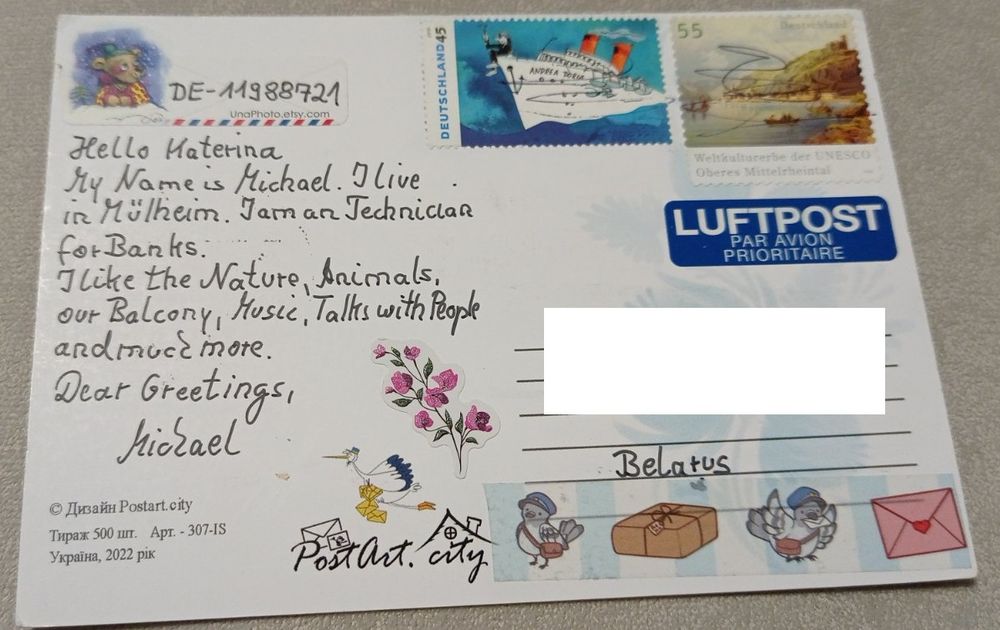 DE-11988721
UnaPhoto.etsy.com
DEUTSCHLAND 45
ANDREA DORIA
55
Deutschland
Weltkulturerbe der UNESCO
Oberes Mittelrheintal
LUFTPOST
PAR AVION
PRIORITAIRE
Hello Katerina
My Name is Michael. I live
in Mülheim. I am an Technician
for Banks.
I like the Nature, Animals,
our Balcony, Music, Talks with People
and much more.
Dear Greetings,
Michael
Belarus
© Дизайн Postart.city
Тираж 500 шт. Арт. - 307-IS
Україна, 2022 рік
PostArt.city